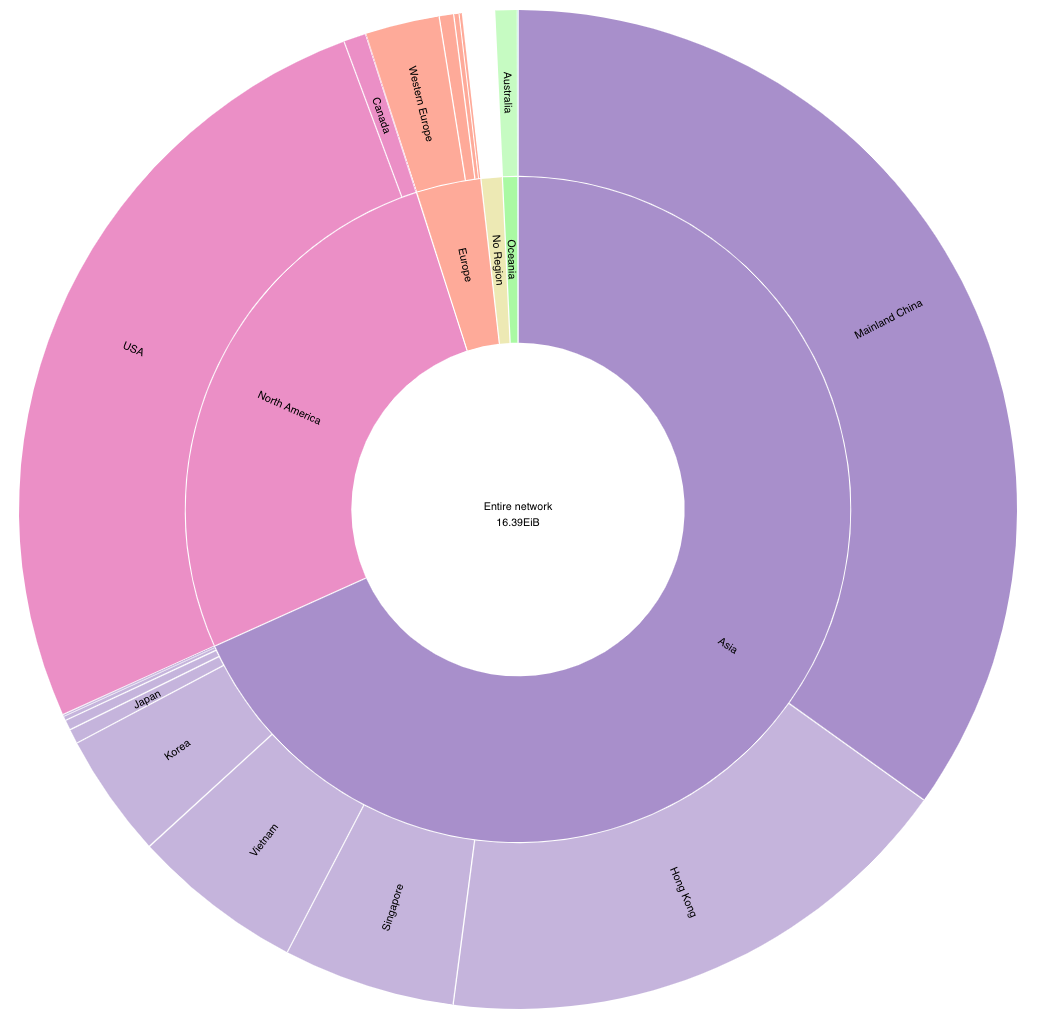 Entire network
16.39EiB
Asia
North America
Europe
No Region
Oceania
Mainland China
Hong Kong
Singapore
Vietnam
Korea
Japan
USA
Canada
Western Europe
Australia